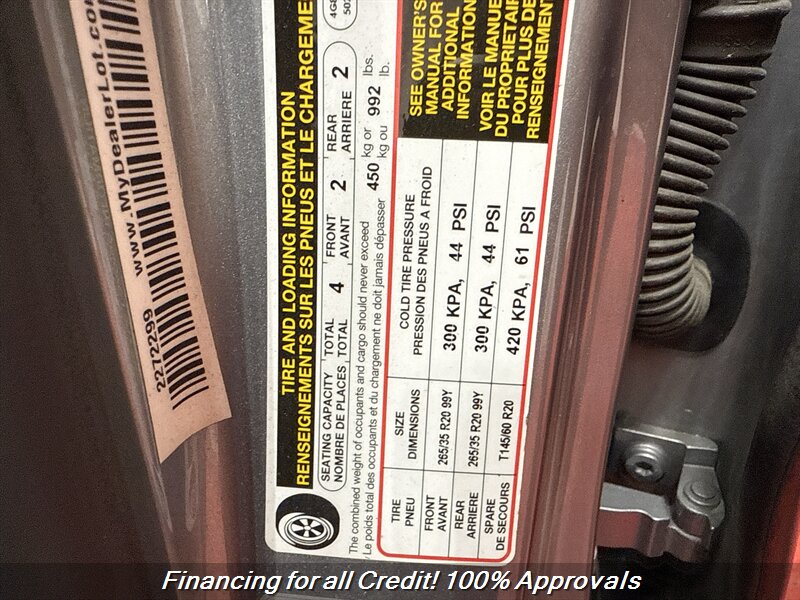 www.MyDealerLot.com
2272299
TIRE AND LOADING INFORMATION
RENSEIGNEMENTS SUR LES PNEUS ET LE CHARGEME
SEATING CAPACITY TOTAL 4 FRONT 2 REAR 2
NOMBRE DE PLACES TOTAL AVANT ARRIERE
The combined weight of occupants and cargo should never exceed 450 kg or 992 lbs.
Le poids total des occupants et du chargement ne doit jamais dépasser kg ou lb.
TIRE SIZE COLD TIRE PRESSURE
PNEU DIMENSIONS PRESSION DES PNEUS A FROID
FRONT 265/35 R20 99Y 300 KPA, 44 PSI
AVANT
REAR 265/35 R20 99Y 300 KPA, 44 PSI
ARRIERE
SPARE T145/60 R20 420 KPA, 61 PSI
DE SECOURS
SEE OWNER'S
MANUAL FOR
ADDITIONAL
INFORMATION
VOIR LE MANUE
DU PROPRIETAIR
POUR PLUS DE
RENSEIGNEMENT
Financing for all Credit! 100% Approvals